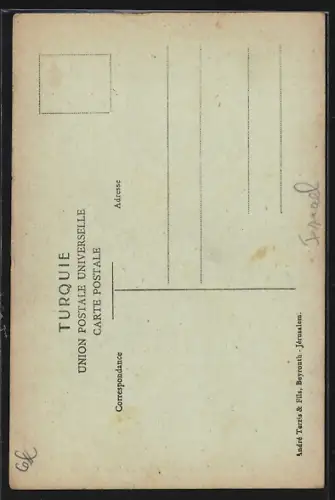 TURQUIE
UNION POSTALE UNIVERSELLE
CARTE POSTALE
Correspondance
Adresse
André Terzis & Fils, Beyrouth - Jérusalem.
Israel